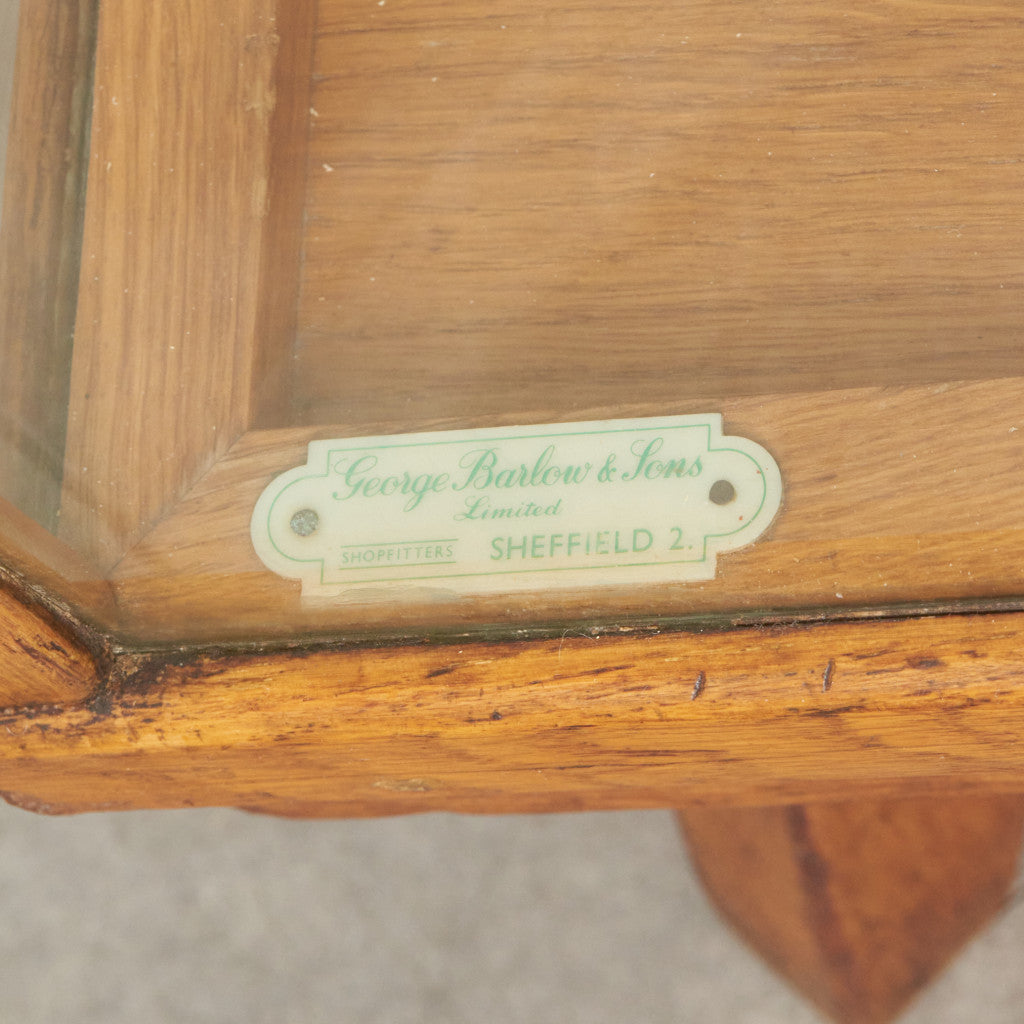 George Barlow & Sons
Limited
SHOPFITTERS SHEFFIELD 2.